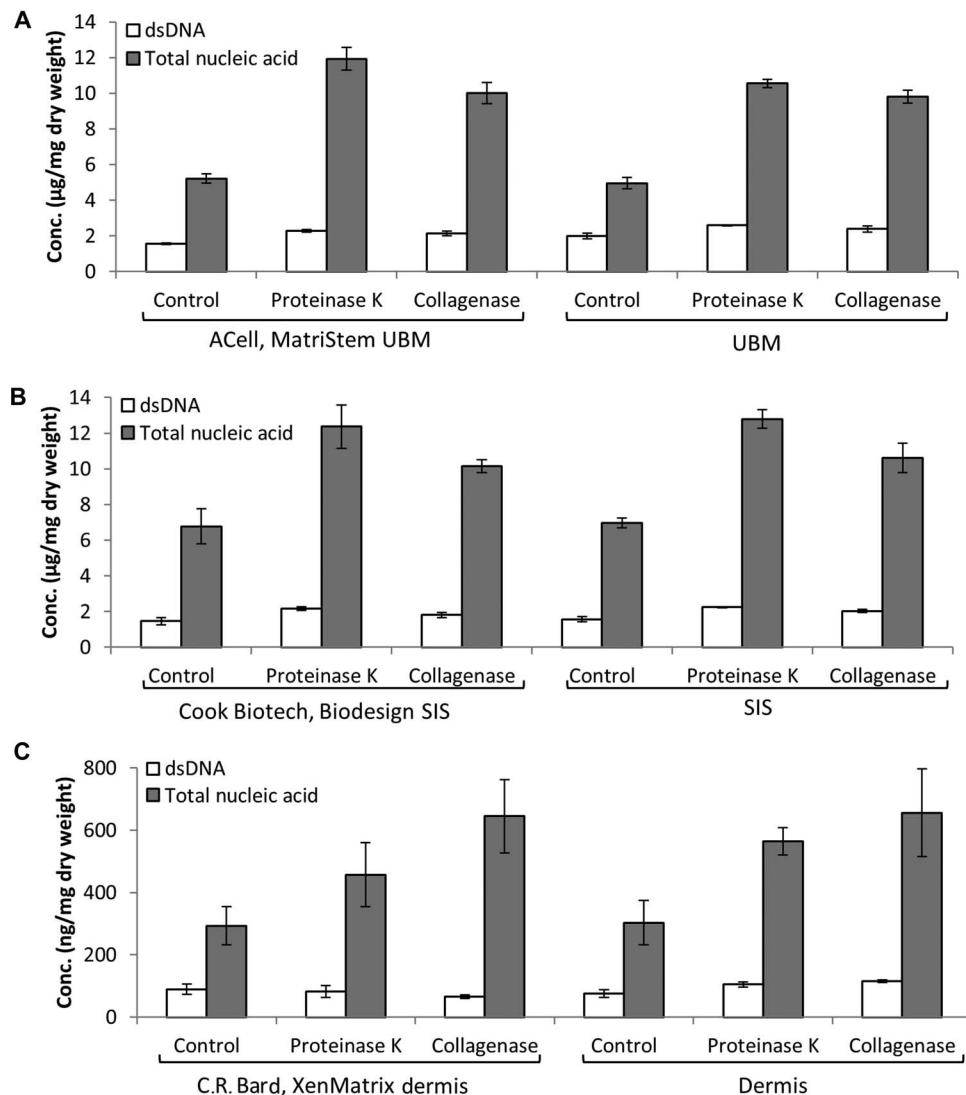 A
Conc. (µg/mg dry weight)
14
12
10
8
6
4
2
0
dsDNA
Total nucleic acid
Control Proteinase K Collagenase Control Proteinase K Collagenase
ACell, MatriStem UBM UBM
B
Conc. (µg/mg dry weight)
14
12
10
8
6
4
2
0
dsDNA
Total nucleic acid
Control Proteinase K Collagenase Control Proteinase K Collagenase
Cook Biotech, Biodesign SIS SIS
C
Conc. (ng/mg dry weight)
800
600
400
200
0
dsDNA
Total nucleic acid
Control Proteinase K Collagenase Control Proteinase K Collagenase
C.R. Bard, XenMatrix dermis Dermis